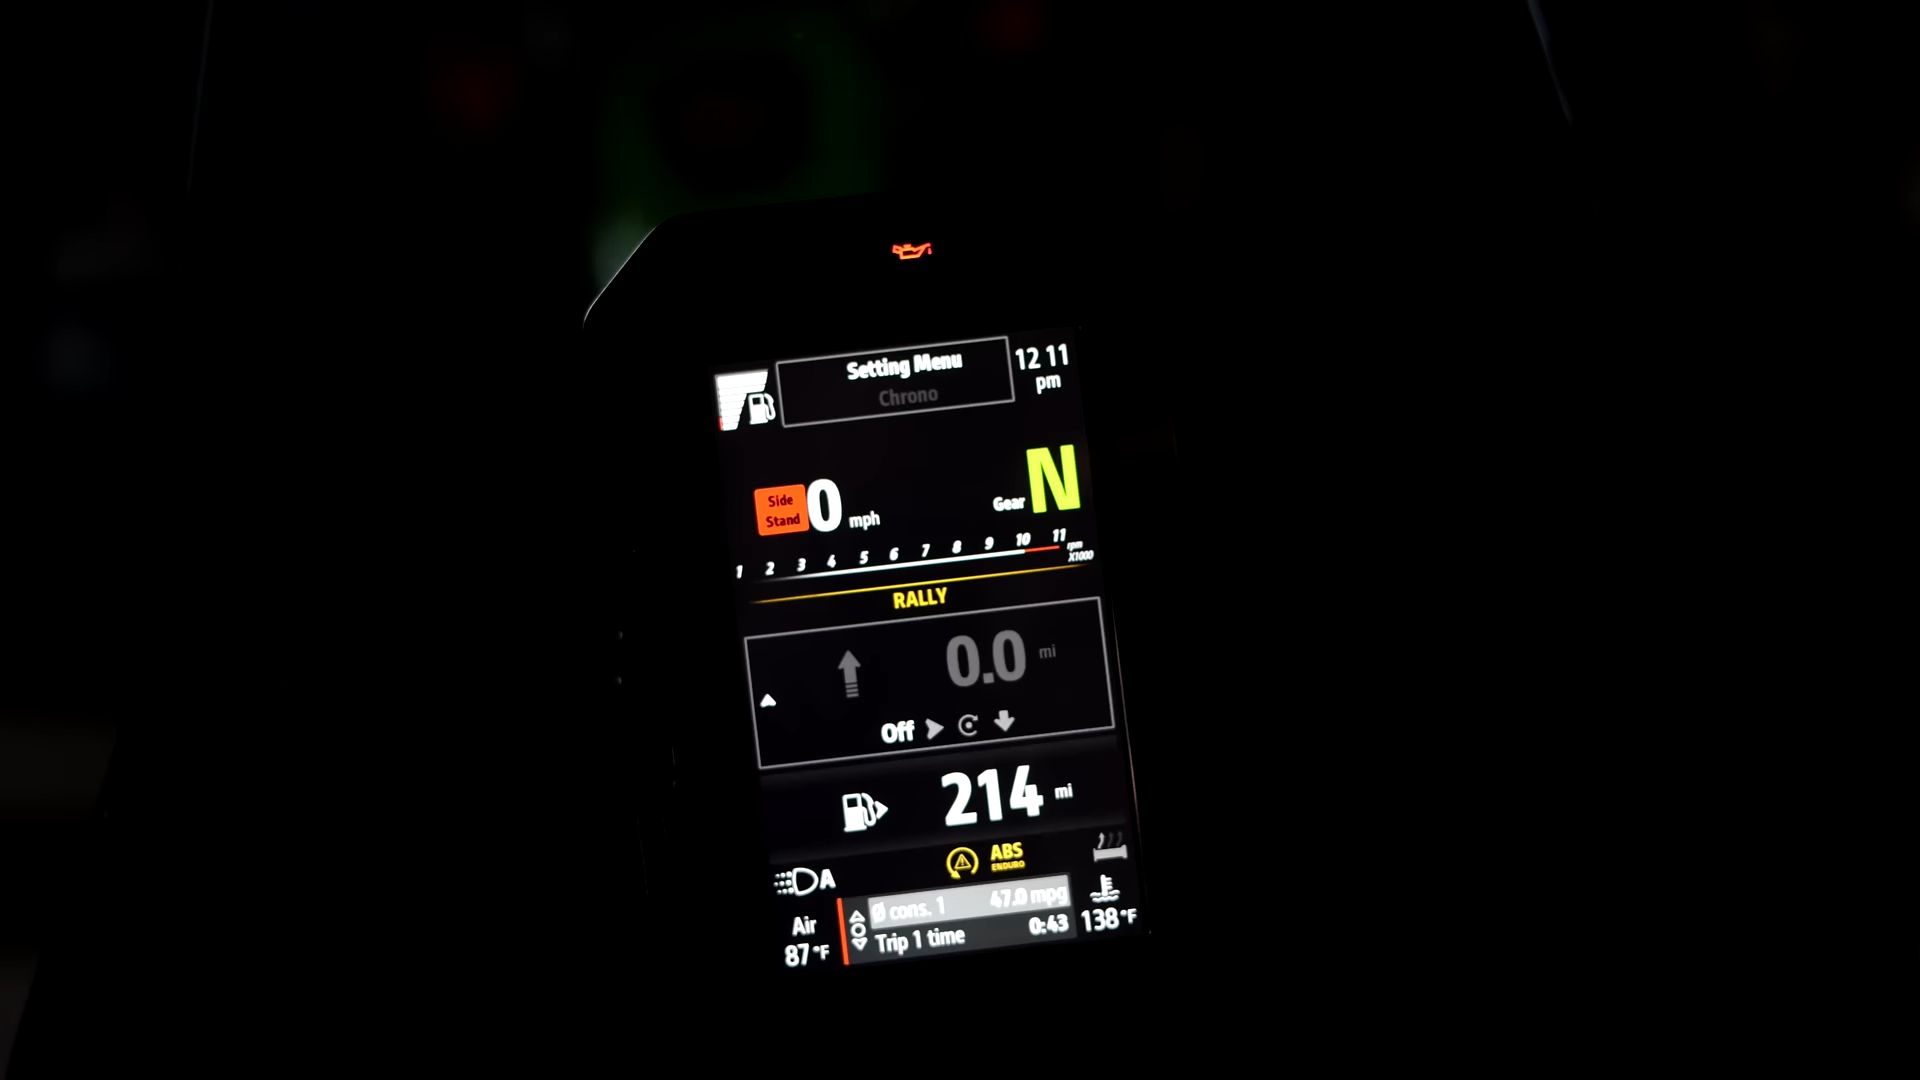 Setting Menu
Chrono
12 11
pm
Side
Stand
0 mph
Gear N
1 2 3 4 5 6 7 8 9 10 11
rpm
X1000
RALLY
0.0 mi
Off
214 mi
ABS
ENDURO
A
Air
87 °F
Ø cons. 1 47.0 mpg
Trip 1 time 0:43
138 °F